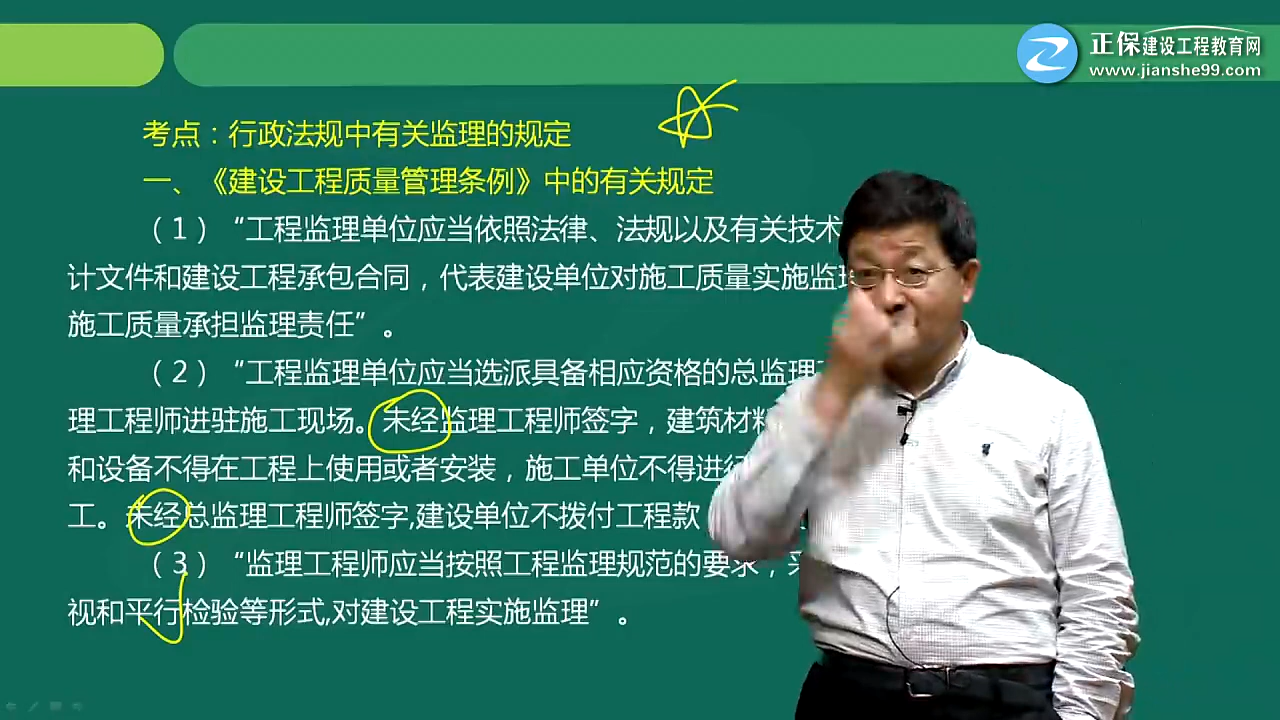 正保建设工程教育网
www.jianshe99.com
考点：行政法规中有关监理的规定
一、《建设工程质量管理条例》中的有关规定
（1）“工程监理单位应当依照法律、法规以及有关技术
计文件和建设工程承包合同，代表建设单位对施工质量实施监理
施工质量承担监理责任”。
（2）“工程监理单位应当选派具备相应资格的总监理
理工程师进驻施工现场。未经监理工程师签字，建筑材料
和设备不得在工程上使用或者安装，施工单位不得进行
工。未经总监理工程师签字,建设单位不拨付工程款
（3）“监理工程师应当按照工程监理规范的要求，采
视和平行检验等形式,对建设工程实施监理”。